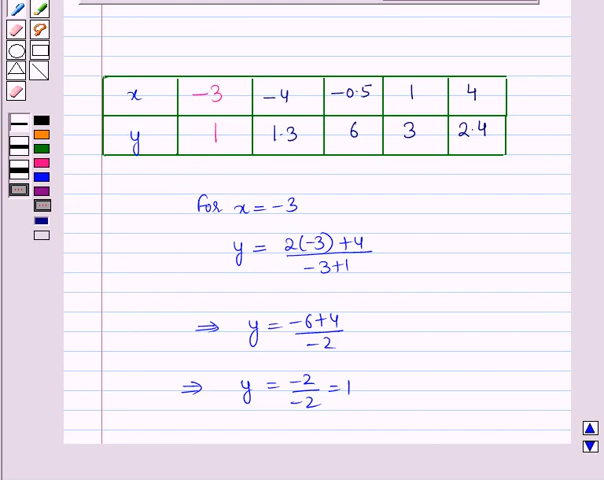 x −3 −4 −0·5 1 4
y 1 1·3 6 3 2·4
For x = −3
y = 2(−3)+4 / −3+1
⇒ y = −6+4 / −2
⇒ y = −2 / −2 = 1